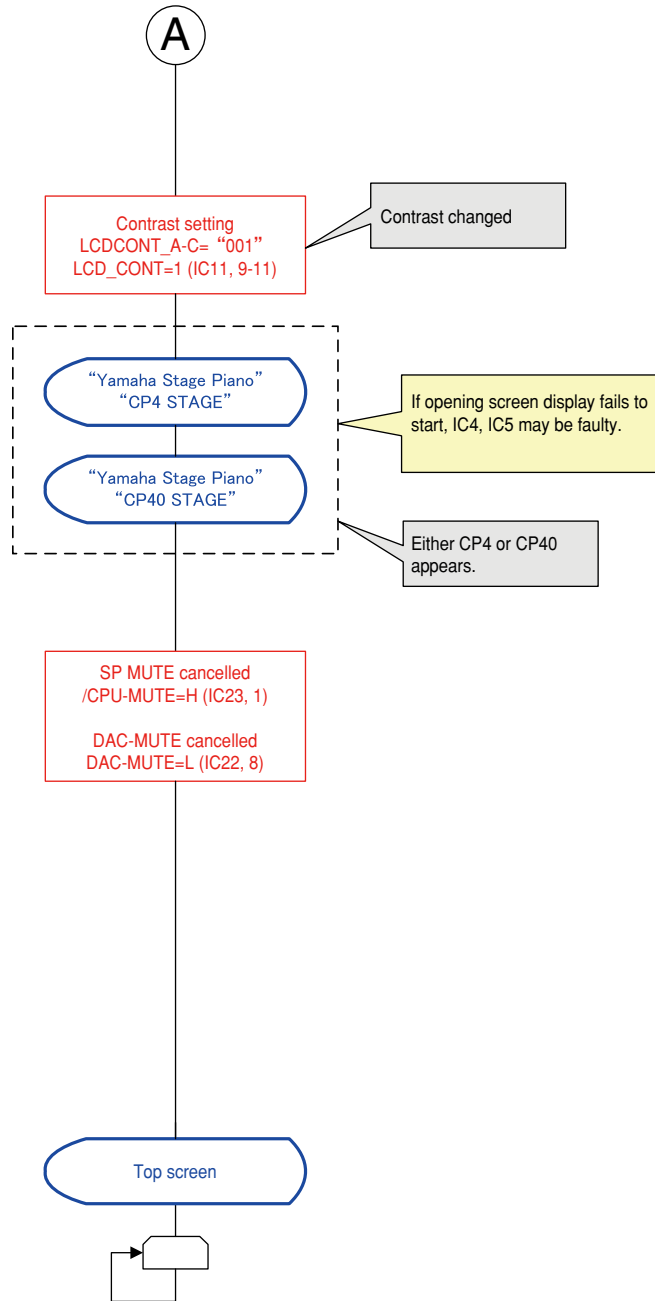 A
Contrast setting
LCDCONT_A-C= “001”
LCD_CONT=1 (IC11, 9-11)
Contrast changed
“Yamaha Stage Piano”
“CP4 STAGE”
If opening screen display fails to
start, IC4, IC5 may be faulty.
“Yamaha Stage Piano”
“CP40 STAGE”
Either CP4 or CP40
appears.
SP MUTE cancelled
/CPU-MUTE=H (IC23, 1)
DAC-MUTE cancelled
DAC-MUTE=L (IC22, 8)
Top screen